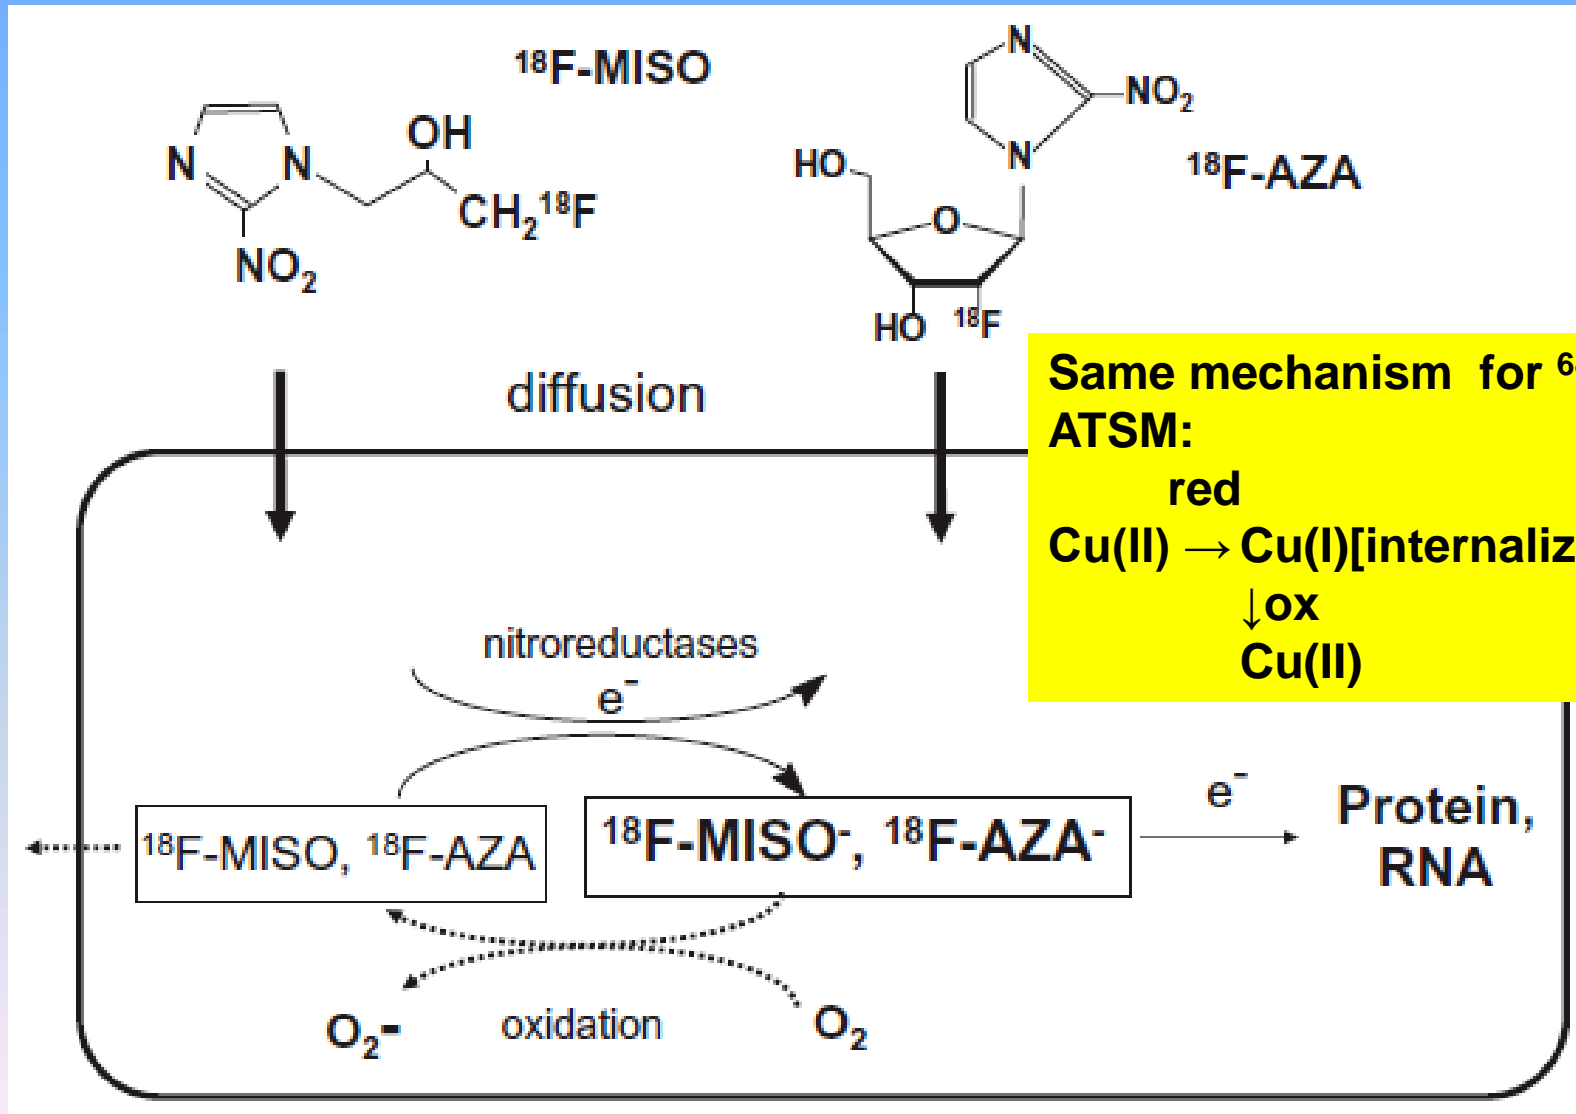 ¹⁸F-MISO
N
N
OH
CH₂¹⁸F
NO₂
N
NO₂
N
¹⁸F-AZA
HO
O
HO ¹⁸F
diffusion
Same mechanism for
ATSM:
red
Cu(II) → Cu(I)[
↓ox
Cu(II)
nitroreductases
e⁻
¹⁸F-MISO, ¹⁸F-AZA
¹⁸F-MISO⁻, ¹⁸F-AZA⁻
e⁻
Protein,
RNA
O₂⁻
oxidation
O₂